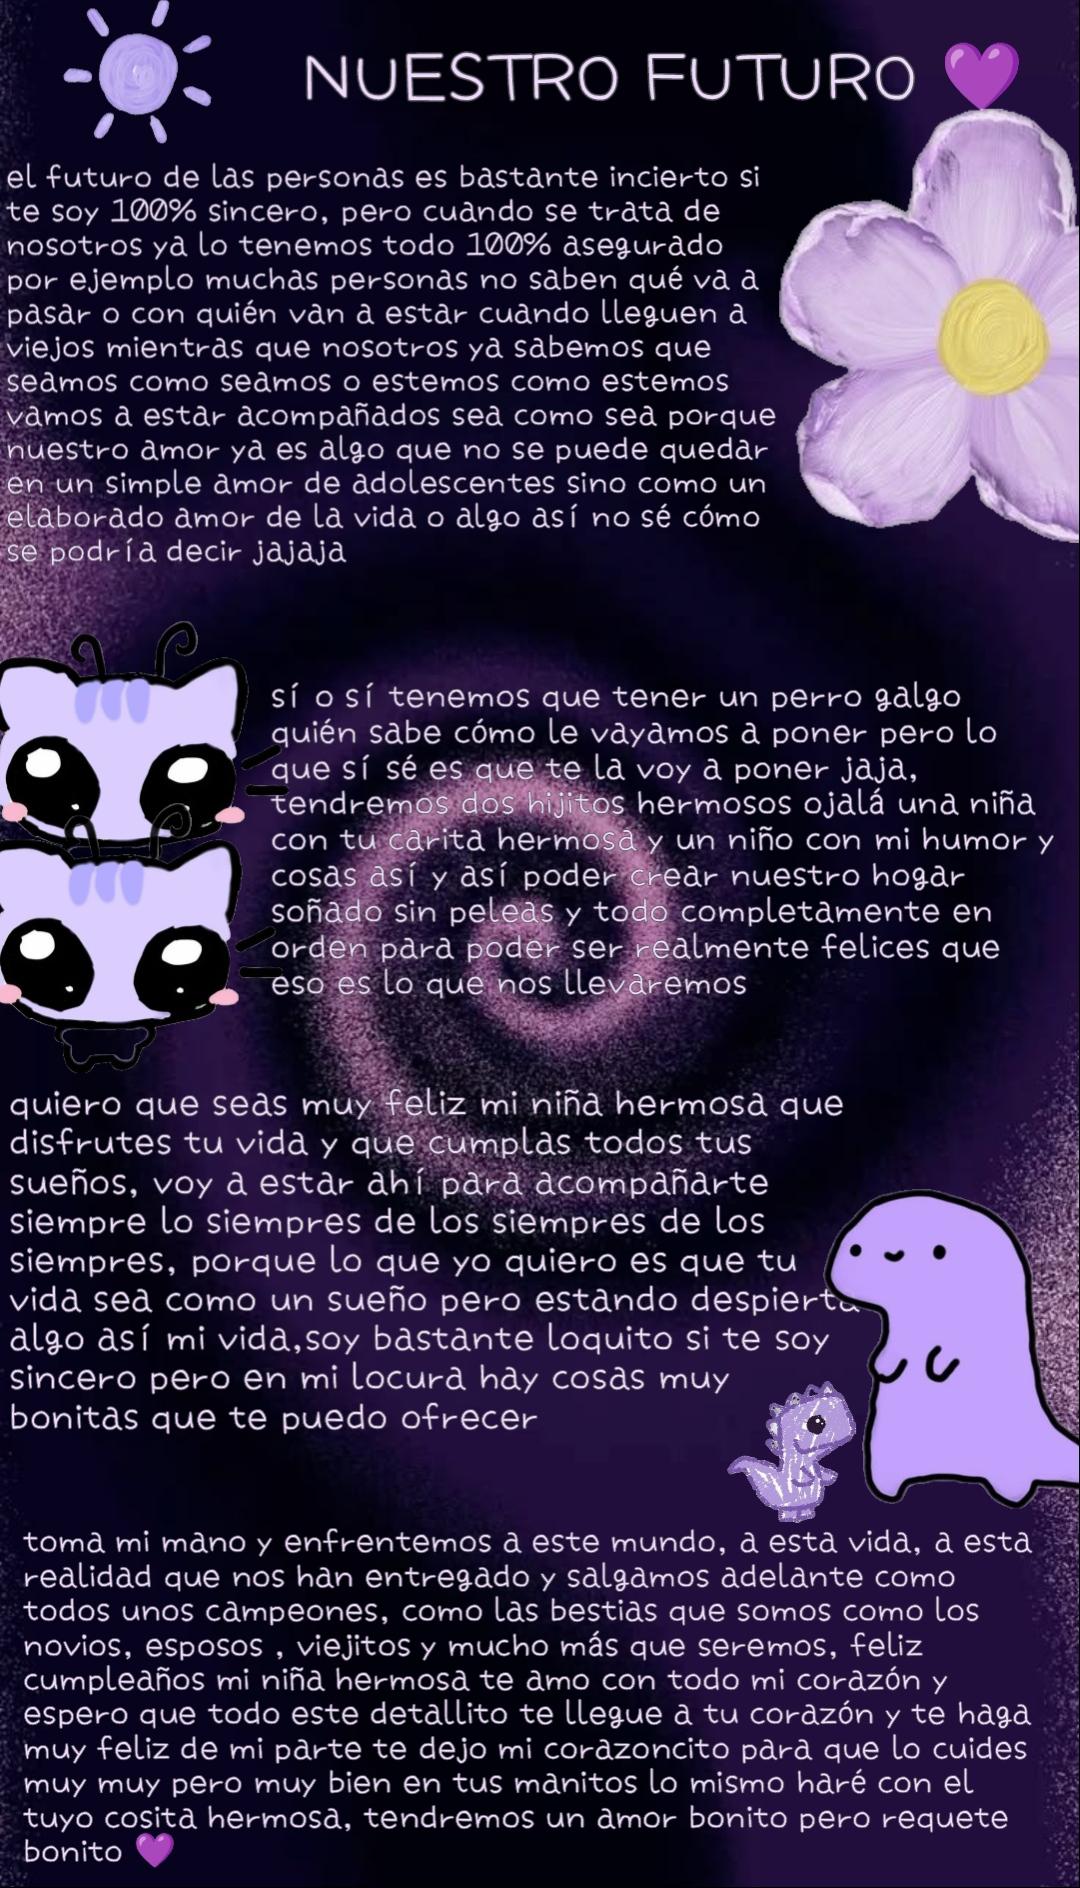 NUESTRO FUTURO 💜
el futuro de las personas es bastante incierto si
te soy 100% sincero, pero cuando se trata de
nosotros ya lo tenemos todo 100% asegurado
por ejemplo muchas personas no saben qué va a
pasar o con quién van a estar cuando lleguen a
viejos mientras que nosotros ya sabemos que
seamos como seamos o estemos como estemos
vamos a estar acompañados sea como sea porque
nuestro amor ya es algo que no se puede quedar
en un simple amor de adolescentes sino como un
elaborado amor de la vida o algo así no sé cómo
se podría decir jajaja
sí o sí tenemos que tener un perro galgo
quién sabe cómo le vayamos a poner pero lo
que sí sé es que te la voy a poner jaja,
tendremos dos hijitos hermosos ojalá una niña
con tu carita hermosa y un niño con mi humor y
cosas así y así poder crear nuestro hogar
soñado sin peleas y todo completamente en
orden para poder ser realmente felices que
eso es lo que nos llevaremos
quiero que seas muy feliz mi niña hermosa que
disfrutes tu vida y que cumplas todos tus
sueños, voy a estar ahí para acompañarte
siempre lo siempres de los siempres de los
siempres, porque lo que yo quiero es que tu
vida sea como un sueño pero estando despierta
algo así mi vida,soy bastante loquito si te soy
sincero pero en mi locura hay cosas muy
bonitas que te puedo ofrecer
toma mi mano y enfrentemos a este mundo, a esta vida, a esta
realidad que nos han entregado y salgamos adelante como
todos unos campeones, como las bestias que somos como los
novios, esposos , viejitos y mucho más que seremos, feliz
cumpleaños mi niña hermosa te amo con todo mi corazón y
espero que todo este detallito te llegue a tu corazón y te haga
muy feliz de mi parte te dejo mi corazoncito para que lo cuides
muy muy pero muy bien en tus manitos lo mismo haré con el
tuyo cosita hermosa, tendremos un amor bonito pero requete
bonito 💜